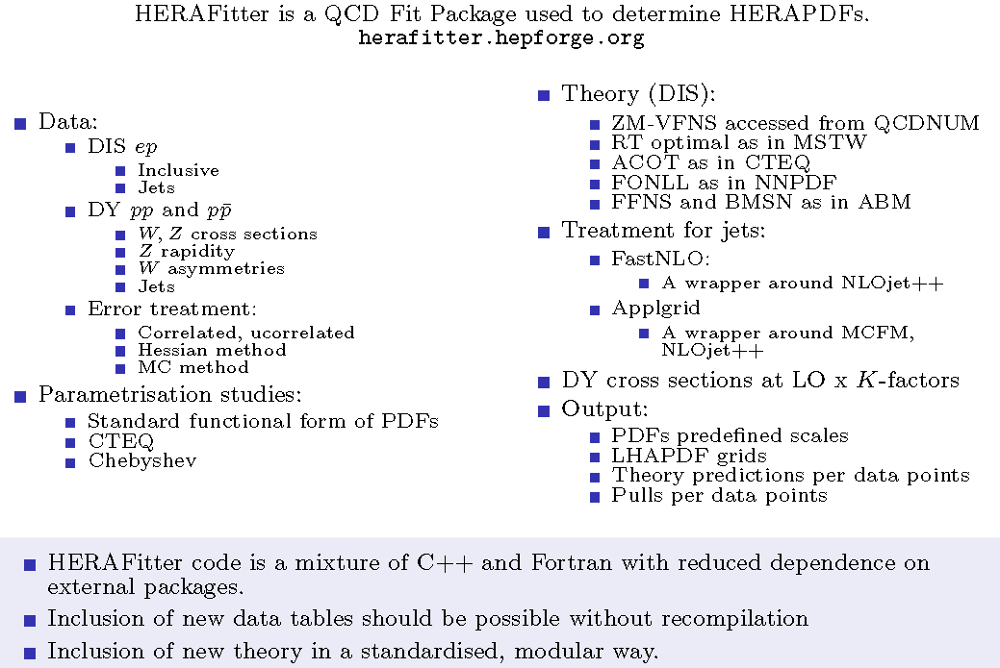 HERAFitter is a QCD Fit Package used to determine HERAPDFs.
herafitter.hepforge.org
Data:
DIS ep
Inclusive
Jets
DY pp and pp̄
W, Z cross sections
Z rapidity
W asymmetries
Jets
Error treatment:
Correlated, ucorrelated
Hessian method
MC method
Parametrisation studies:
Standard functional form of PDFs
CTEQ
Chebyshev
Theory (DIS):
ZM-VFNS accessed from QCDNUM
RT optimal as in MSTW
ACOT as in CTEQ
FONLL as in NNPDF
FFNS and BMSN as in ABM
Treatment for jets:
FastNLO:
A wrapper around NLOjet++
Applgrid
A wrapper around MCFM,
NLOjet++
DY cross sections at LO x K-factors
Output:
PDFs predefined scales
LHAPDF grids
Theory predictions per data points
Pulls per data points
HERAFitter code is a mixture of C++ and Fortran with reduced dependence on
external packages.
Inclusion of new data tables should be possible without recompilation
Inclusion of new theory in a standardised, modular way.